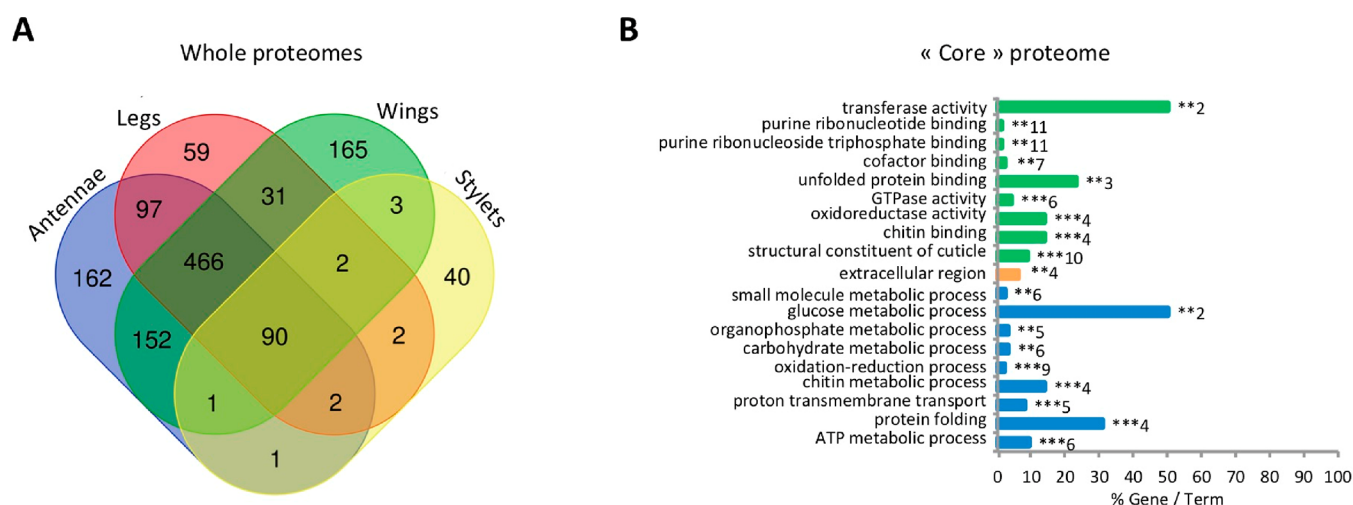 A
Whole proteomes
Legs
Wings
Antennae
Stylets
59
165
97
31
3
162
466
2
40
152
90
2
1
2
1
B
« Core » proteome
transferase activity **2
purine ribonucleotide binding **11
purine ribonucleoside triphosphate binding **11
cofactor binding **7
unfolded protein binding **3
GTPase activity ***6
oxidoreductase activity ***4
chitin binding ***4
structural constituent of cuticle ***10
extracellular region **4
small molecule metabolic process **6
glucose metabolic process **2
organophosphate metabolic process **5
carbohydrate metabolic process **6
oxidation-reduction process ***9
chitin metabolic process ***4
proton transmembrane transport ***5
protein folding ***4
ATP metabolic process ***6
0 10 20 30 40 50 60 70 80 90 100
% Gene / Term